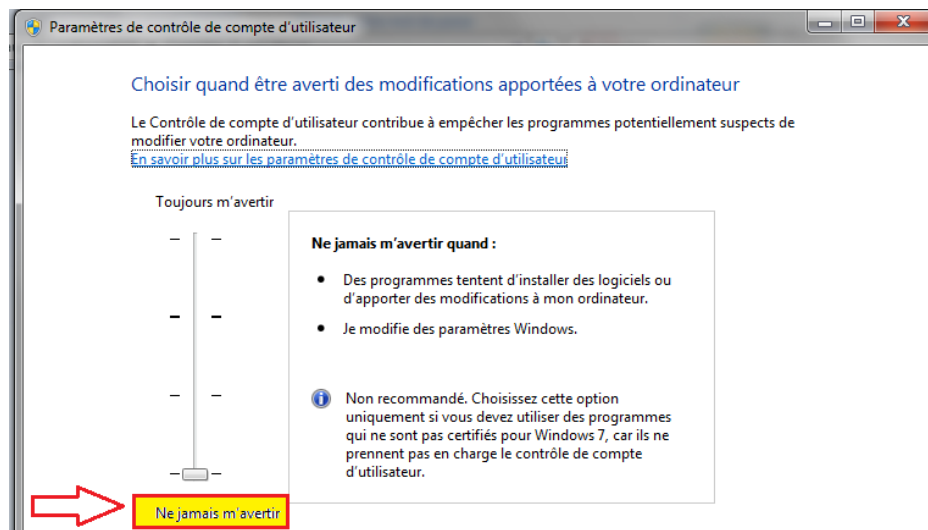 Paramètres de contrôle de compte d'utilisateur
Choisir quand être averti des modifications apportées à votre ordinateur
Le Contrôle de compte d'utilisateur contribue à empêcher les programmes potentiellement suspects de
modifier votre ordinateur.
En savoir plus sur les paramètres de contrôle de compte d'utilisateur
Toujours m'avertir
Ne jamais m'avertir quand :
• Des programmes tentent d'installer des logiciels ou
d'apporter des modifications à mon ordinateur.
• Je modifie des paramètres Windows.
Non recommandé. Choisissez cette option
uniquement si vous devez utiliser des programmes
qui ne sont pas certifiés pour Windows 7, car ils ne
prennent pas en charge le contrôle de compte
d'utilisateur.
Ne jamais m'avertir